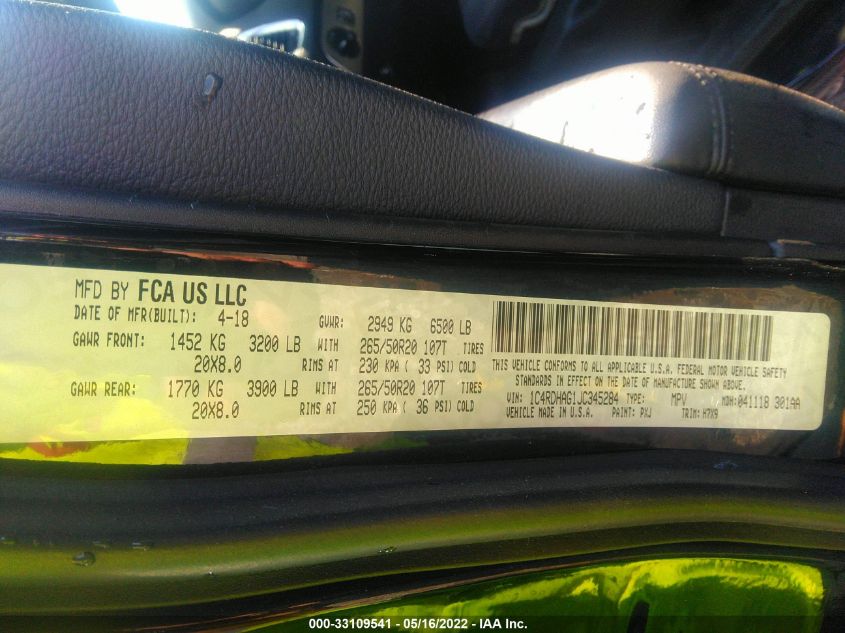 MFD BY FCA US LLC
DATE OF MFR(BUILT): 4-18 GVWR: 2949 KG 6500 LB
GAWR FRONT: 1452 KG 3200 LB WITH 265/50R20 107T TIRES
20X8.0 RIMS AT 230 KPA ( 33 PSI) COLD
GAWR REAR: 1770 KG 3900 LB WITH 265/50R20 107T TIRES
20X8.0 RIMS AT 250 KPA ( 36 PSI) COLD
THIS VEHICLE CONFORMS TO ALL APPLICABLE U.S.A. FEDERAL MOTOR VEHICLE SAFETY
STANDARDS IN EFFECT ON THE DATE OF MANUFACTURE SHOWN ABOVE.
VIN: 1C4RDHAG1JC345284 TYPE: MPV MDH: 041118 301AA
VEHICLE MADE IN U.S.A. PAINT: PXJ TRIM: H7X9
000-33109541 - 05/16/2022 - IAA Inc.